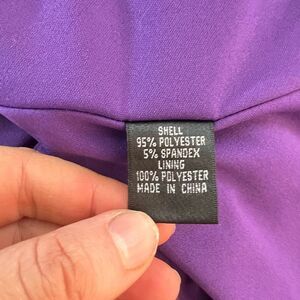 SHELL
95% POLYESTER
5% SPANDEX
LINING
100% POLYESTER
MADE IN CHINA